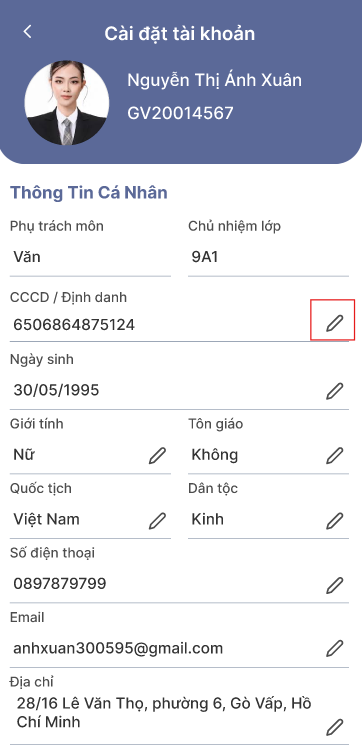 Cài đặt tài khoản
Nguyễn Thị Ánh Xuân
GV20014567
Thông Tin Cá Nhân
Phụ trách môn
Chủ nhiệm lớp
Văn
9A1
CCCD / Định danh
6506864875124
Ngày sinh
30/05/1995
Giới tính
Tôn giáo
Nữ
Không
Quốc tịch
Dân tộc
Việt Nam
Kinh
Số điện thoại
0897879799
Email
anhxuan300595@gmail.com
Địa chỉ
28/16 Lê Văn Thọ, phường 6, Gò Vấp, Hồ
Chí Minh